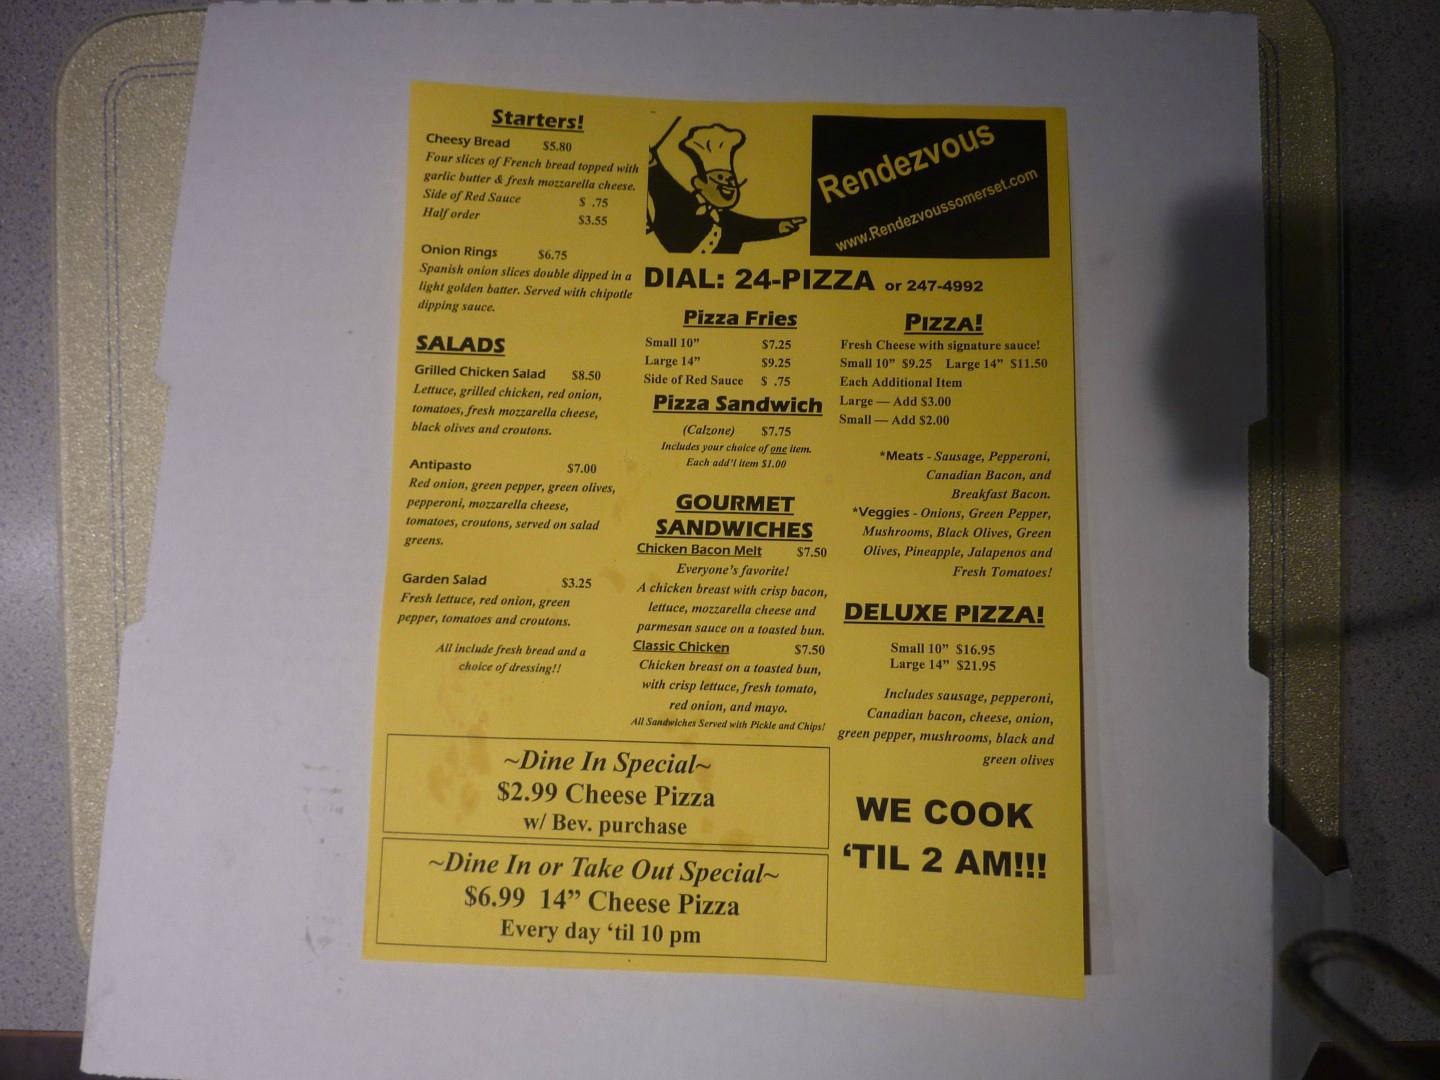 Starters!
Cheesy Bread $5.80
Four slices of French bread topped with
garlic butter & fresh mozzarella cheese.
Side of Red Sauce $ .75
Half order $3.55
Onion Rings $6.75
Spanish onion slices double dipped in a
light golden batter. Served with chipotle
dipping sauce.
SALADS
Grilled Chicken Salad $8.50
Lettuce, grilled chicken, red onion,
tomatoes, fresh mozzarella cheese,
black olives and croutons.
Antipasto $7.00
Red onion, green pepper, green olives,
pepperoni, mozzarella cheese,
tomatoes, croutons, served on salad
greens.
Garden Salad $3.25
Fresh lettuce, red onion, green
pepper, tomatoes and croutons.
All include fresh bread and a
choice of dressing!!
Rendezvous
www.Rendezvoussomerset.com
DIAL: 24-PIZZA or 247-4992
Pizza Fries
Small 10” $7.25
Large 14” $9.25
Side of Red Sauce $ .75
Pizza Sandwich
(Calzone) $7.75
Includes your choice of one item.
Each add'l item $1.00
GOURMET
SANDWICHES
Chicken Bacon Melt $7.50
Everyone's favorite!
A chicken breast with crisp bacon,
lettuce, mozzarella cheese and
parmesan sauce on a toasted bun.
Classic Chicken $7.50
Chicken breast on a toasted bun,
with crisp lettuce, fresh tomato,
red onion, and mayo.
All Sandwiches Served with Pickle and Chips!
PIZZA!
Fresh Cheese with signature sauce!
Small 10” $9.25 Large 14” $11.50
Each Additional Item
Large — Add $3.00
Small — Add $2.00
*Meats - Sausage, Pepperoni,
Canadian Bacon, and
Breakfast Bacon.
*Veggies - Onions, Green Pepper,
Mushrooms, Black Olives, Green
Olives, Pineapple, Jalapenos and
Fresh Tomatoes!
DELUXE PIZZA!
Small 10” $16.95
Large 14” $21.95
Includes sausage, pepperoni,
Canadian bacon, cheese, onion,
green pepper, mushrooms, black and
green olives
~Dine In Special~
$2.99 Cheese Pizza
w/ Bev. purchase
~Dine In or Take Out Special~
$6.99 14” Cheese Pizza
Every day ‘til 10 pm
WE COOK
‘TIL 2 AM!!!